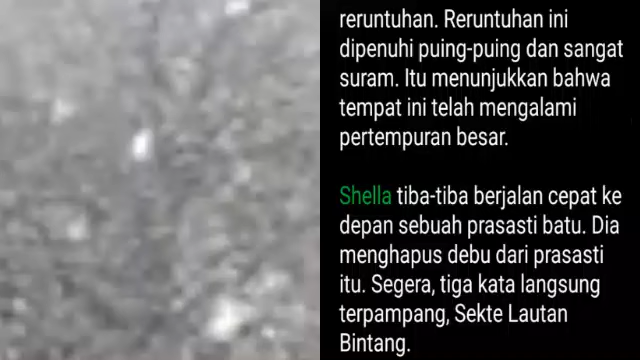 reruntuhan. Reruntuhan ini
dipenuhi puing-puing dan sangat
suram. Itu menunjukkan bahwa
tempat ini telah mengalami
pertempuran besar.
Shella tiba-tiba berjalan cepat ke
depan sebuah prasasti batu. Dia
menghapus debu dari prasasti
itu. Segera, tiga kata langsung
terpampang, Sekte Lautan
Bintang.